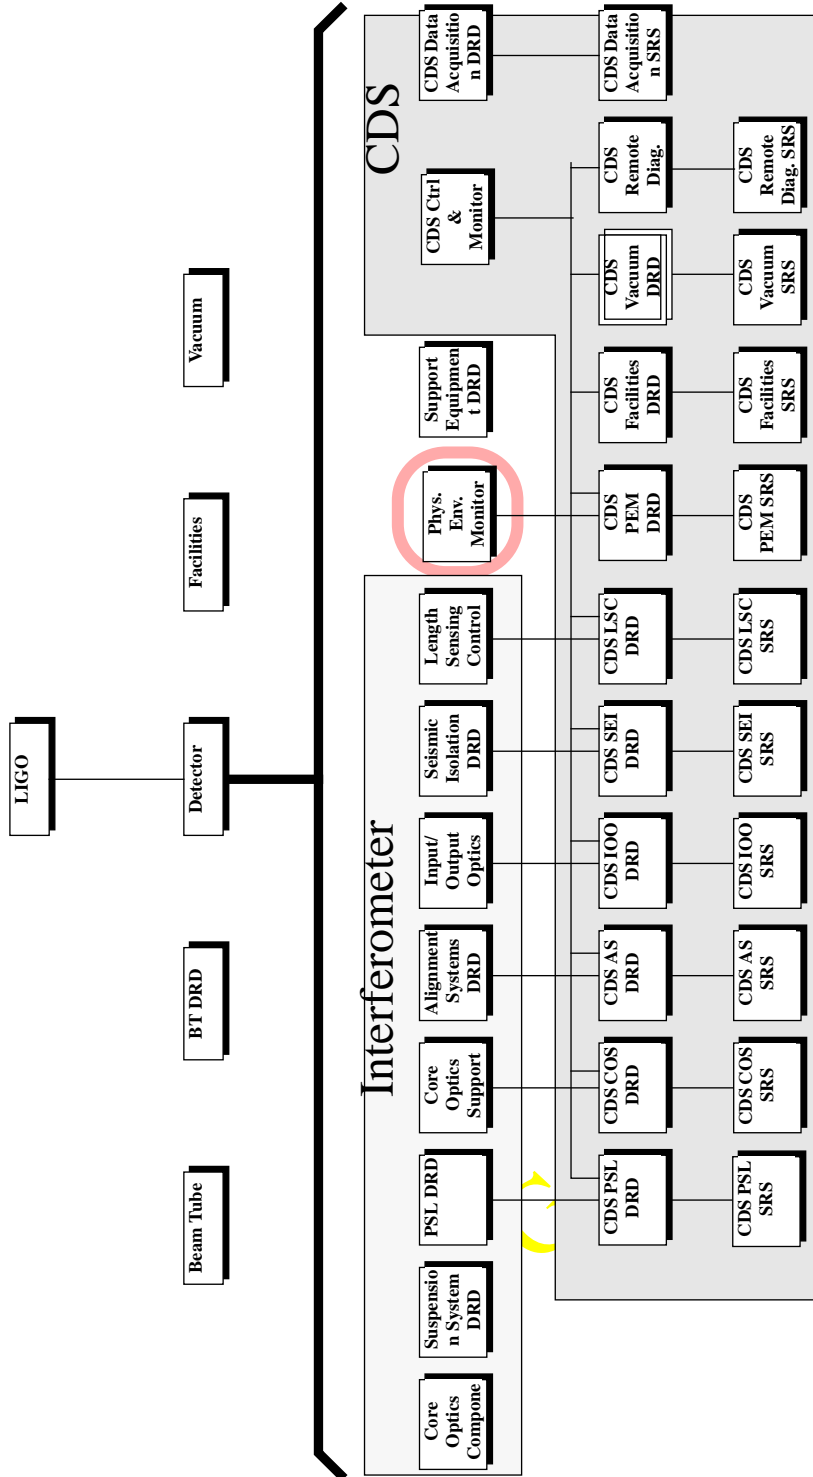 LIGO
Beam Tube
BT DRD
Detector
Facilities
Vacuum
Interferometer
CDS
Core
Optics
Compone
Suspensio
n System
DRD
PSL DRD
Core
Optics
Support
Alignment
Systems
DRD
Input/
Output
Optics
Seismic
Isolation
DRD
Length
Sensing
Control
Phys.
Env.
Monitor
Support
Equipmen
t DRD
CDS Ctrl
&
Monitor
CDS Data
Acquisitio
n DRD
CDS PSL
DRD
CDS COS
DRD
CDS AS
DRD
CDS IOO
DRD
CDS SEI
DRD
CDS LSC
DRD
CDS
PEM
DRD
CDS
Facilities
DRD
CDS
Vacuum
DRD
CDS
Remote
Diag.
CDS Data
Acquisitio
n SRS
CDS PSL
SRS
CDS COS
SRS
CDS AS
SRS
CDS IOO
SRS
CDS SEI
SRS
CDS LSC
SRS
CDS
PEM SRS
CDS
Facilities
SRS
CDS
Vacuum
SRS
CDS
Remote
Diag. SRS